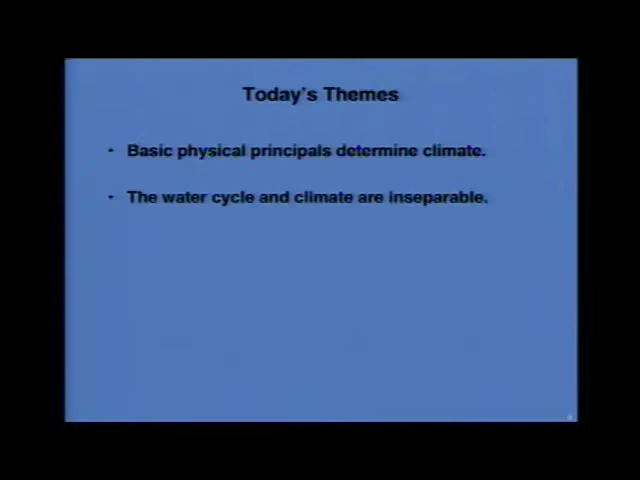 Today's Themes
• Basic physical principals determine climate.
• The water cycle and climate are inseparable.